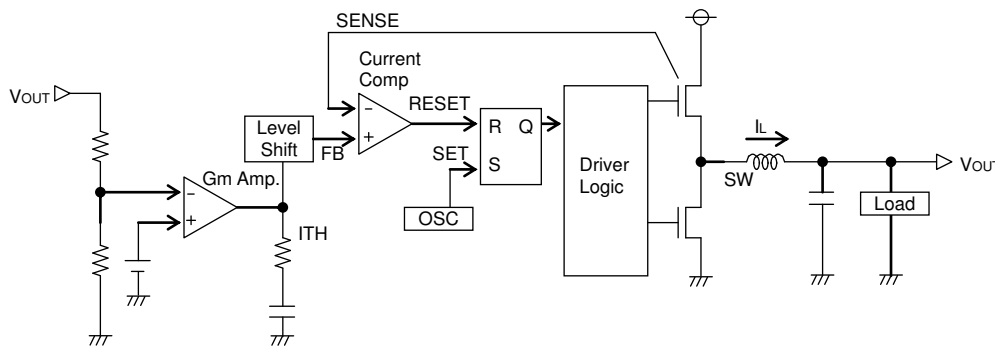 SENSE
Current
Comp
VOUT
RESET
Level
Shift
FB
R Q
S
SET
Gm Amp.
OSC
ITH
Driver
Logic
IL
SW
VOUT
Load
- +
- +